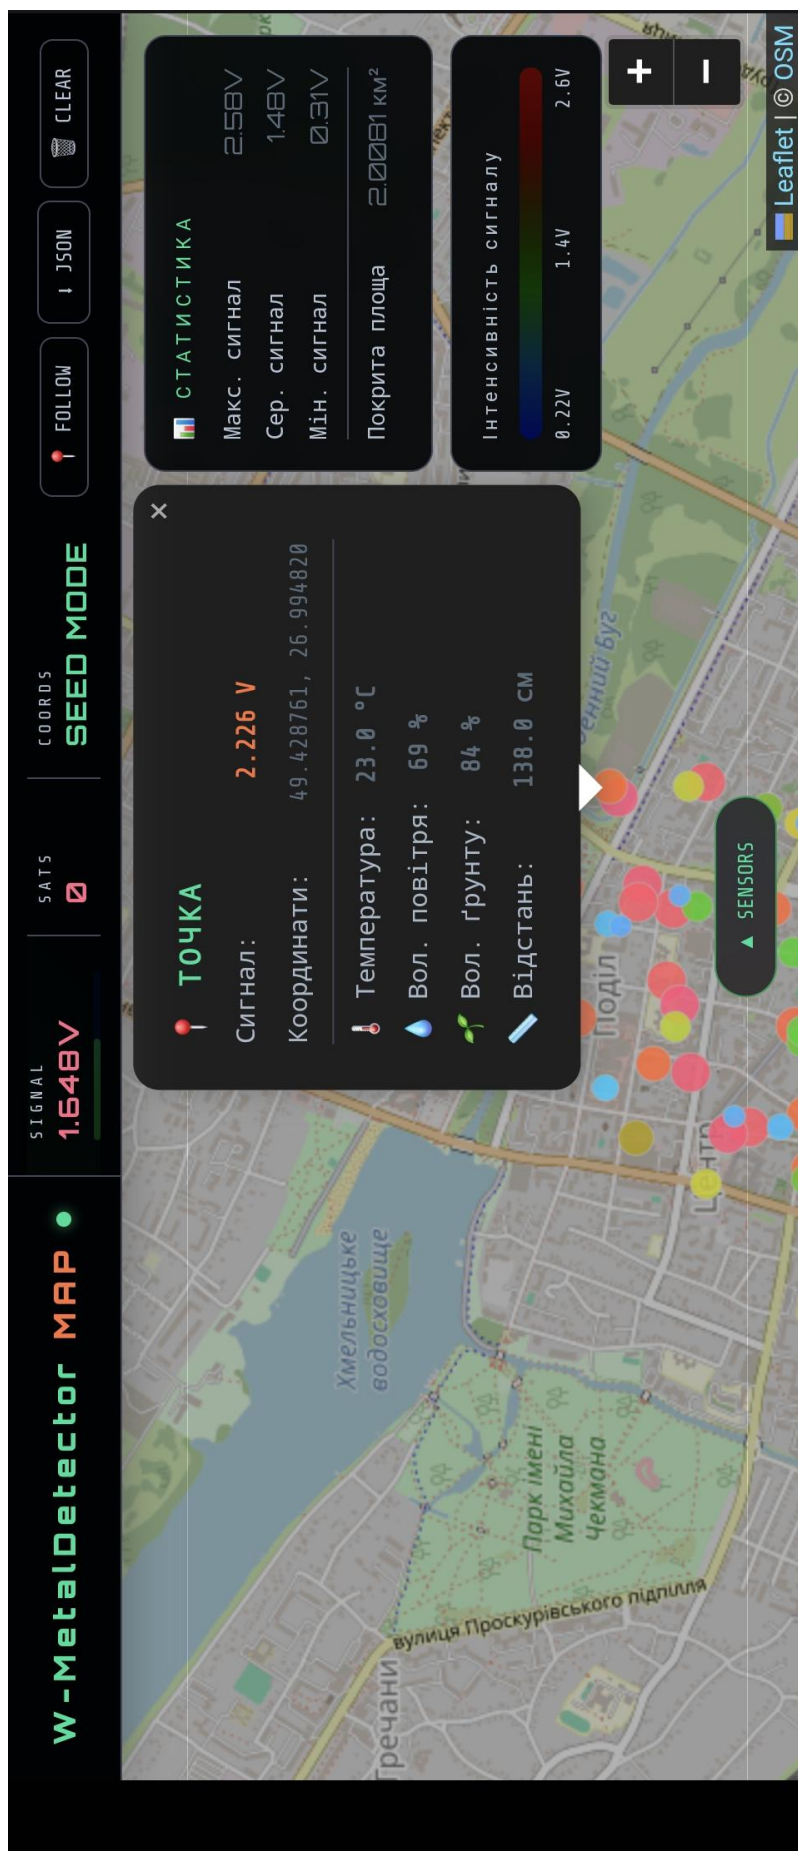 W-MetalDetector MAP
SIGNAL
1.648V
SATS
0
COORDS
SEED MODE
FOLLOW
↓ JSON
CLEAR
ТОЧКА
Сигнал: 2.226 V
Координати: 49.428761, 26.994820
Температура: 23.0 °C
Вол. повітря: 69 %
Вол. ґрунту: 84 %
Відстань: 138.0 см
×
СТАТИСТИКА
Макс. сигнал 2.58V
Сер. сигнал 1.48V
Мін. сигнал 0.31V
Покрита площа 2.0081 км²
Інтенсивність сигналу
0.22V 1.4V 2.6V
+
−
Хмельницьке
водосховище
Парк імені
Михайла
Чекмана
вулиця Проскурівського підпілля
Гречани
Поділ
Центр
▲ SENSORS
Leaflet | © OSM